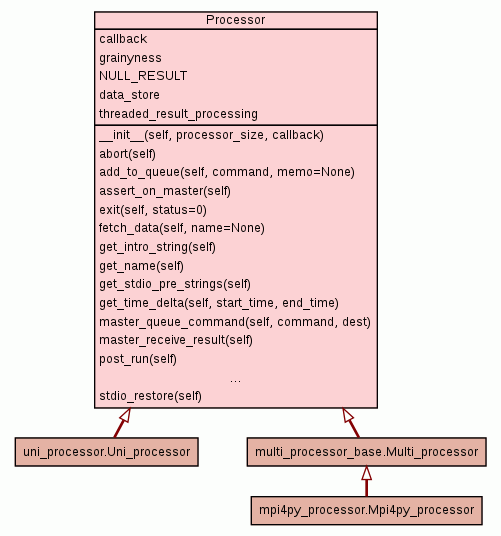 Processor
callback
grainyness
NULL_RESULT
data_store
threaded_result_processing
__init__(self, processor_size, callback)
abort(self)
add_to_queue(self, command, memo=None)
assert_on_master(self)
exit(self, status=0)
fetch_data(self, name=None)
get_intro_string(self)
get_name(self)
get_stdio_pre_strings(self)
get_time_delta(self, start_time, end_time)
master_queue_command(self, command, dest)
master_receive_result(self)
post_run(self)
...
stdio_restore(self)
uni_processor.Uni_processor
multi_processor_base.Multi_processor
mpi4py_processor.Mpi4py_processor